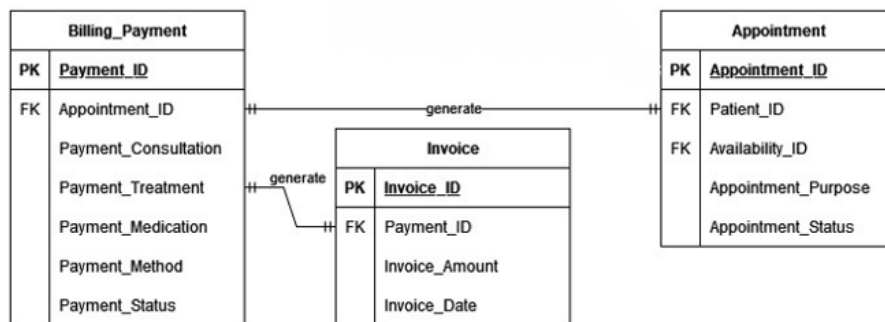 Billing_Payment
PK Payment_ID
FK Appointment_ID
Payment_Consultation
Payment_Treatment
Payment_Medication
Payment_Method
Payment_Status
generate
generate
Invoice
PK Invoice_ID
FK Payment_ID
Invoice_Amount
Invoice_Date
Appointment
PK Appointment_ID
FK Patient_ID
FK Availability_ID
Appointment_Purpose
Appointment_Status